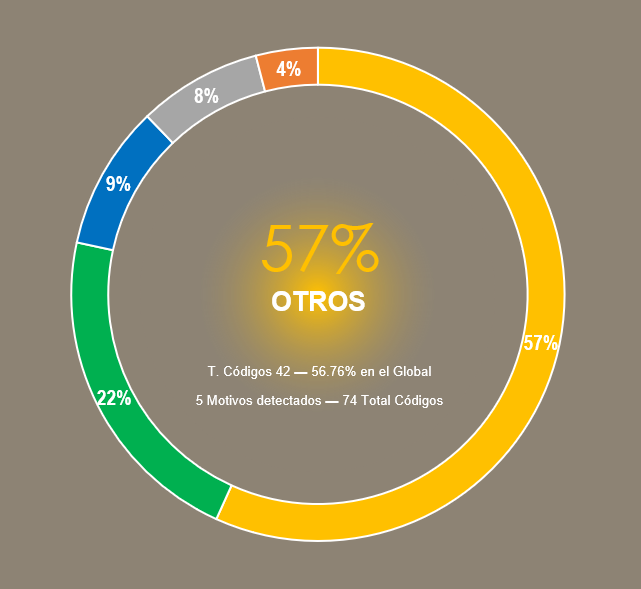 4%
8%
9%
57%
OTROS
57%
T. Códigos 42 — 56.76% en el Global
22%
5 Motivos detectados — 74 Total Códigos